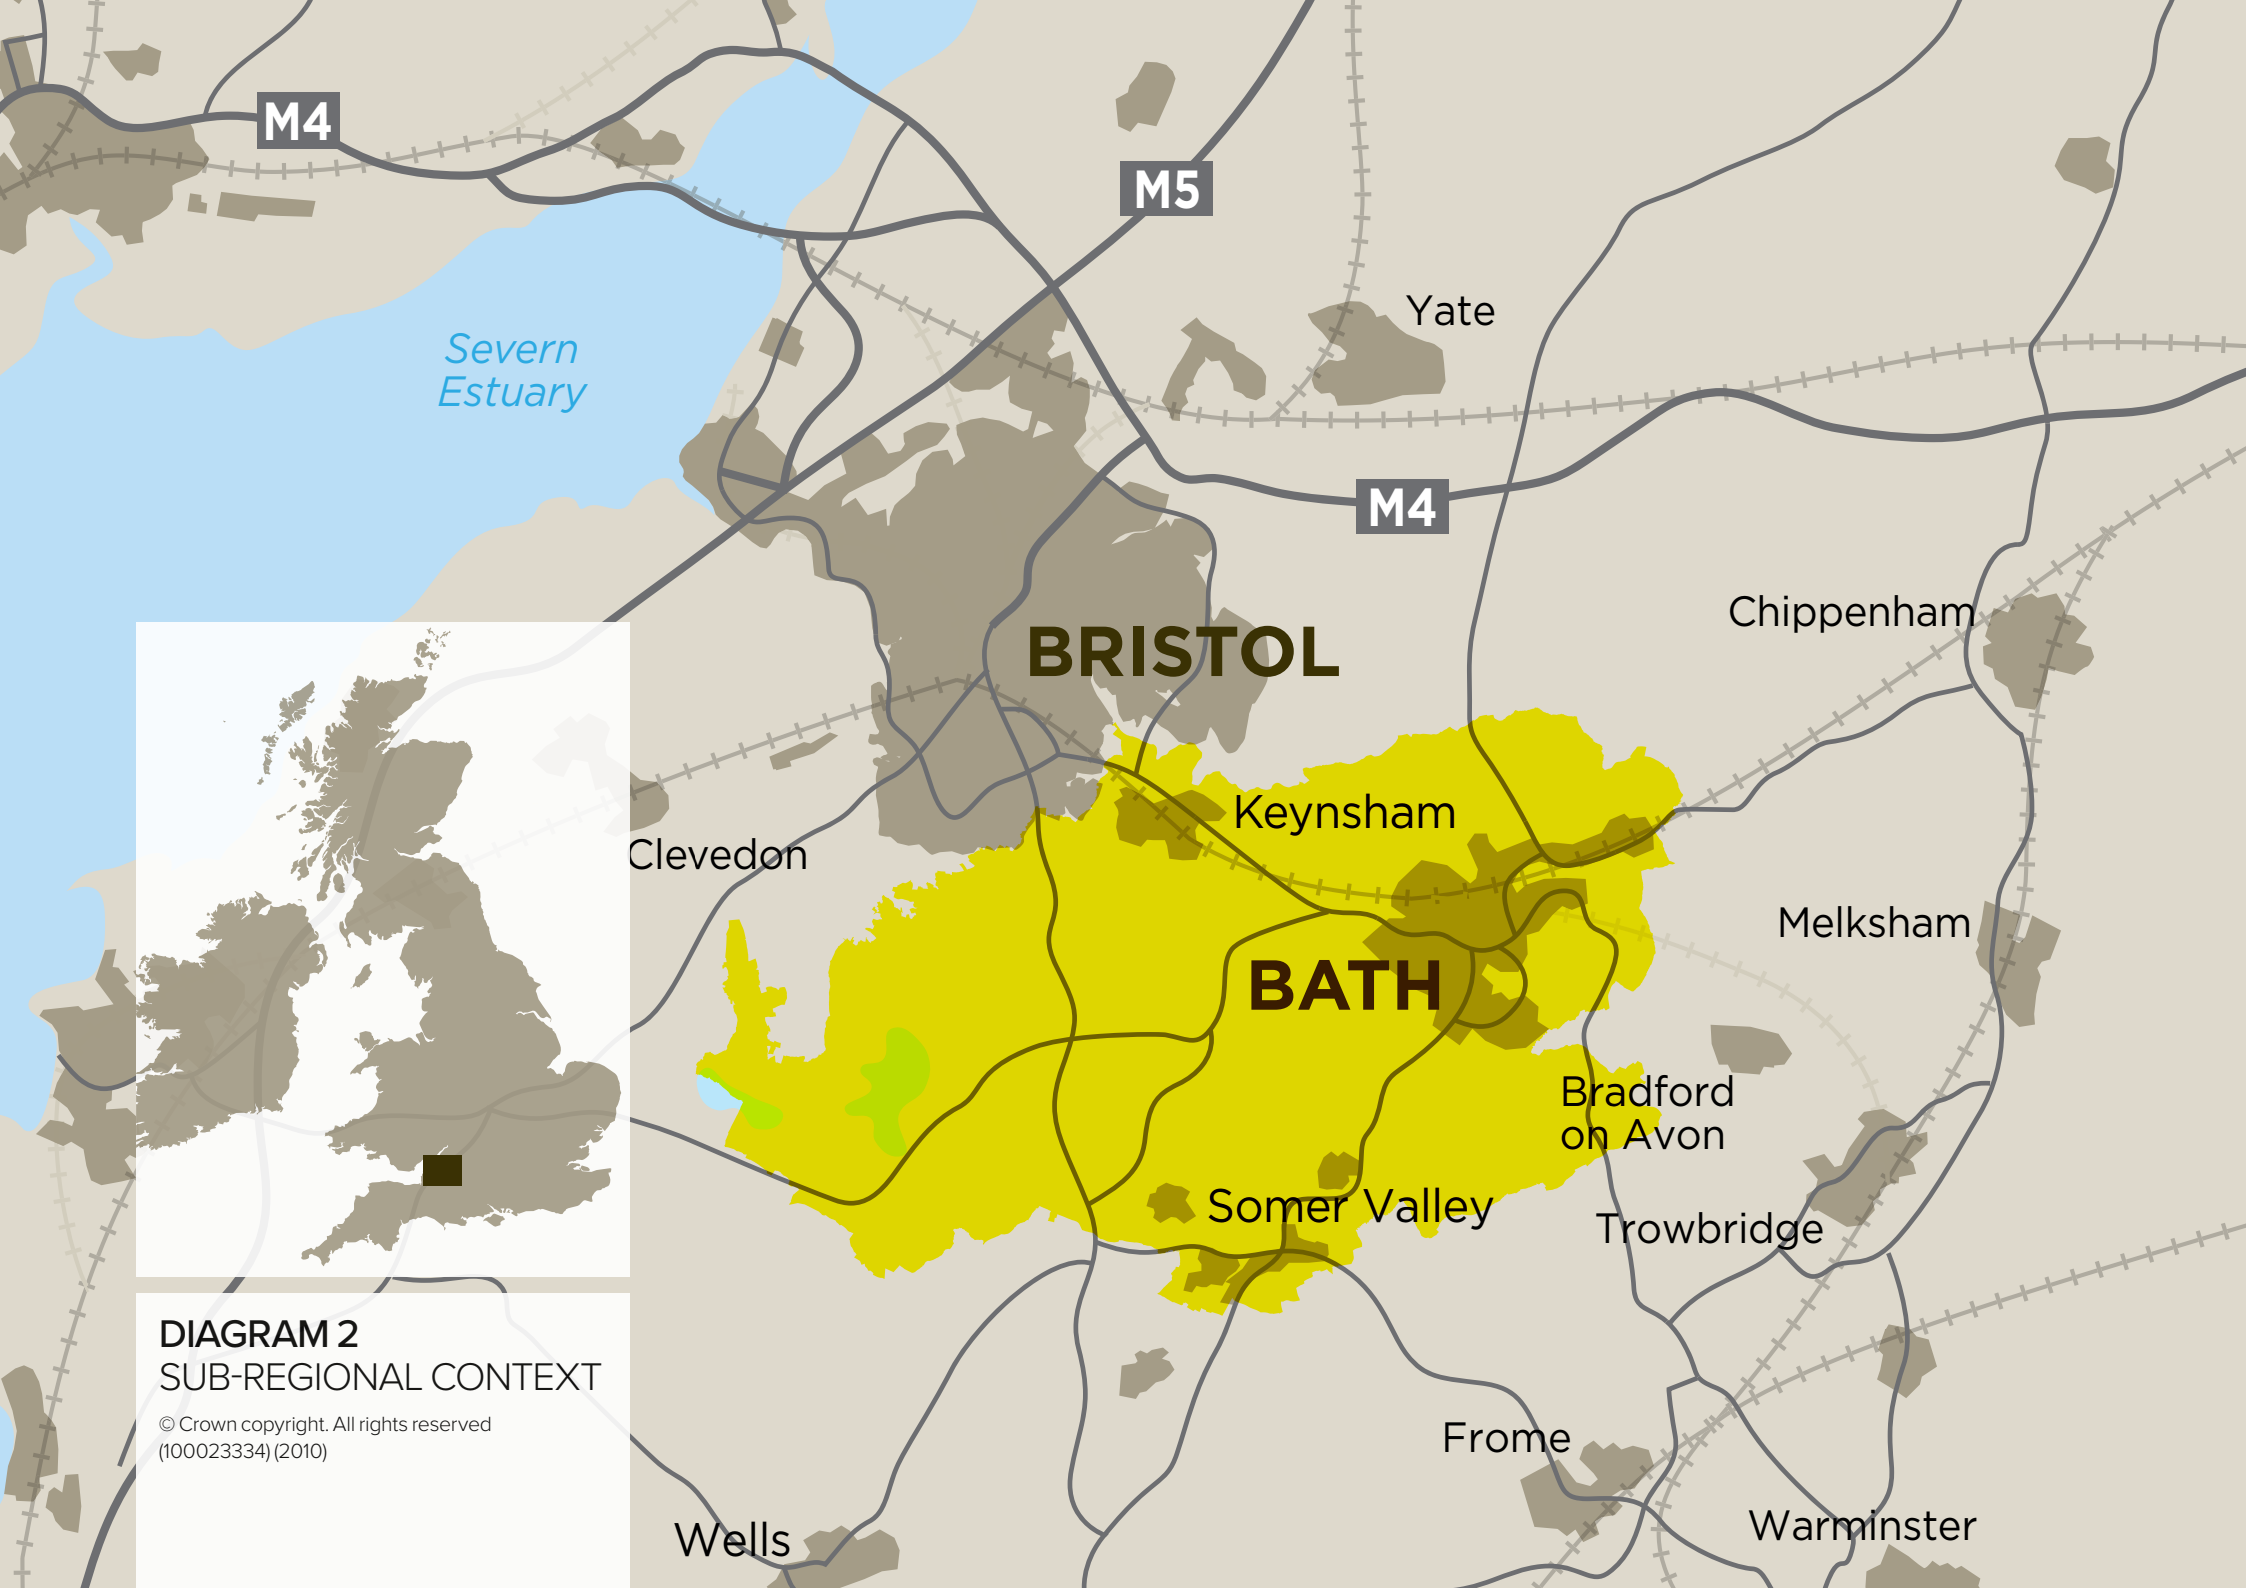 M4
M5
Yate
Severn
Estuary
M4
Chippenham
BRISTOL
Keynsham
Clevedon
Melksham
BATH
Bradford
on Avon
Somer Valley
Trowbridge
DIAGRAM 2
SUB-REGIONAL CONTEXT
© Crown copyright. All rights reserved
(100023334) (2010)
Frome
Warminster
Wells